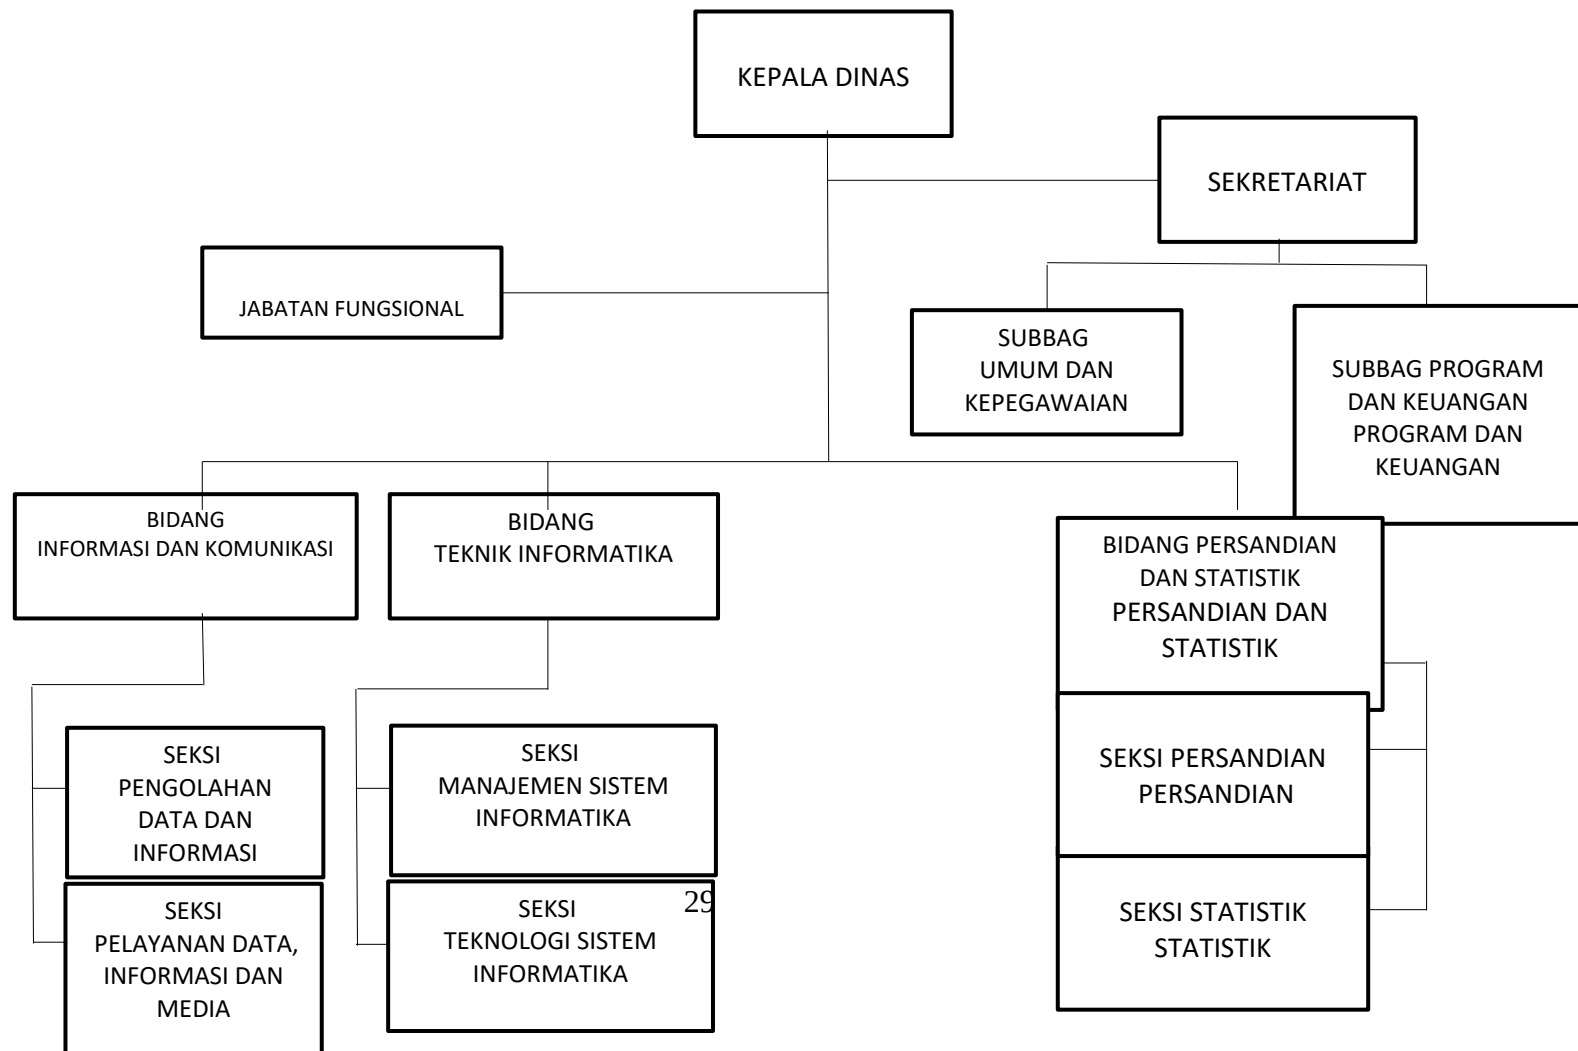 KEPALA DINAS
SEKRETARIAT
JABATAN FUNGSIONAL
SUBBAG
UMUM DAN
KEPEGAWAIAN
SUBBAG PROGRAM
DAN KEUANGAN
PROGRAM DAN
KEUANGAN
BIDANG
INFORMASI DAN KOMUNIKASI
BIDANG
TEKNIK INFORMATIKA
BIDANG PERSANDIAN
DAN STATISTIK
PERSANDIAN DAN
STATISTIK
SEKSI
PENGOLAHAN
DATA DAN
INFORMASI
SEKSI
MANAJEMEN SISTEM
INFORMATIKA
SEKSI PERSANDIAN
PERSANDIAN
SEKSI
PELAYANAN DATA,
INFORMASI DAN
MEDIA
SEKSI
TEKNOLOGI SISTEM
INFORMATIKA
29
SEKSI STATISTIK
STATISTIK